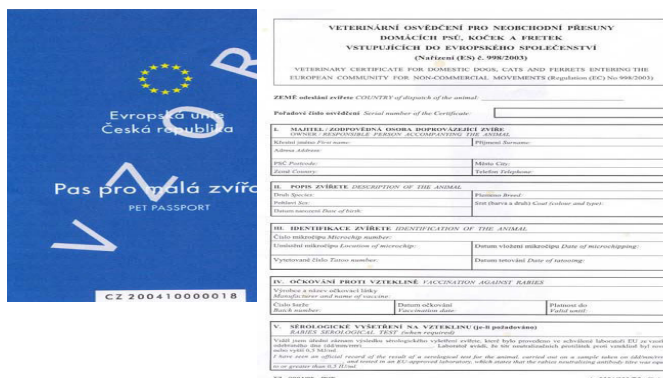 Evropská unie
Česká republika
VZOR
Pas pro malá zvířa
PET PASSPORT
CZ 200410000018
VETERINÁRNÍ OSVĚDČENÍ PRO NEOBCHODNÍ PŘESUNY
DOMÁCÍCH PSŮ, KOČEK A FRETEK
VSTUPUJÍCÍCH DO EVROPSKÉHO SPOLEČENSTVÍ
(Nařízení (ES) č. 998/2003)
VETERINARY CERTIFICATE FOR DOMESTIC DOGS, CATS AND FERRETS ENTERING THE
EUROPEAN COMMUNITY FOR NON-COMMERCIAL MOVEMENTS (Regulation (EC) No 998/2003)
ZEMĚ odeslání zvířete COUNTRY of dispatch of the animal:
Pořadové číslo osvědčení Serial number of the Certificate:
I. MAJITEL / ZODPOVĚDNÁ OSOBA DOPROVÁZEJÍCÍ ZVÍŘE
OWNER / RESPONSIBLE PERSON ACCOMPANYING THE ANIMAL
Křestní jméno First name: Příjmení Surname:
Adresa Address:
PSČ Postcode: Město City:
Země Country: Telefon Telephone:
II. POPIS ZVÍŘETE DESCRIPTION OF THE ANIMAL
Druh Species: Plemeno Breed:
Pohlaví Sex: Srst (barva a druh) Coat (colour and type):
Datum narození Date of birth:
III. IDENTIFIKACE ZVÍŘETE IDENTIFICATION OF THE ANIMAL
Číslo mikročipu Microchip number:
Umístění mikročipu Location of microchip: Datum vložení mikročipu Date of microchipping:
Vytetované číslo Tattoo number: Datum tetování Date of tatooing:
IV. OČKOVÁNÍ PROTI VZTEKLINĚ VACCINATION AGAINST RABIES
Výrobce a název očkovací látky
Manufacturer and name of vaccine
Číslo šarže Datum očkování Platnost do
Batch number: Vaccination date: Valid until:
V. SÉROLOGICKÉ VYŠETŘENÍ NA VZTEKLINU (je-li požadováno)
RABIES SEROLOGICAL TEST (when required)